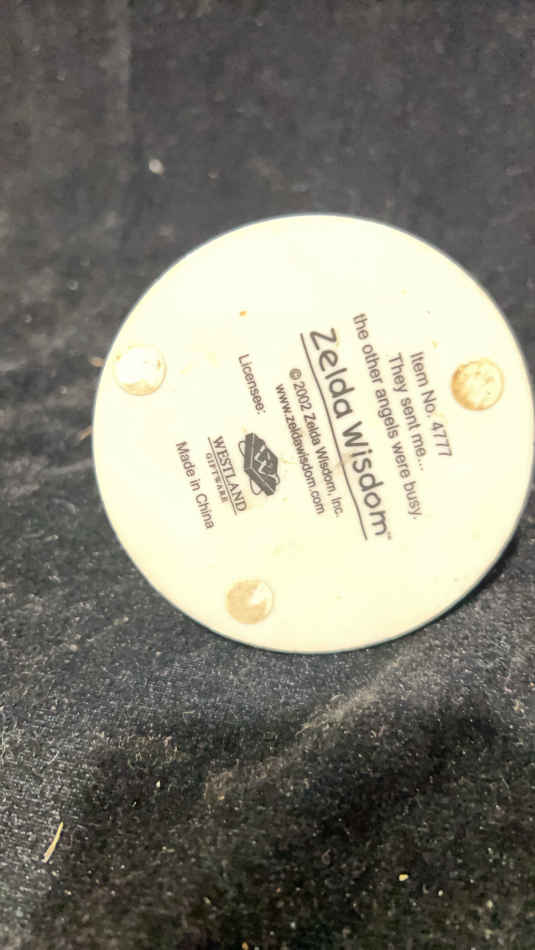 Item No. 4777
They sent me...
the other angels were busy.
Zelda Wisdom™
© 2002 Zelda Wisdom, Inc.
www.zeldawisdom.com
Licensee:
W
WESTLAND
GIFTWARE
Made in China